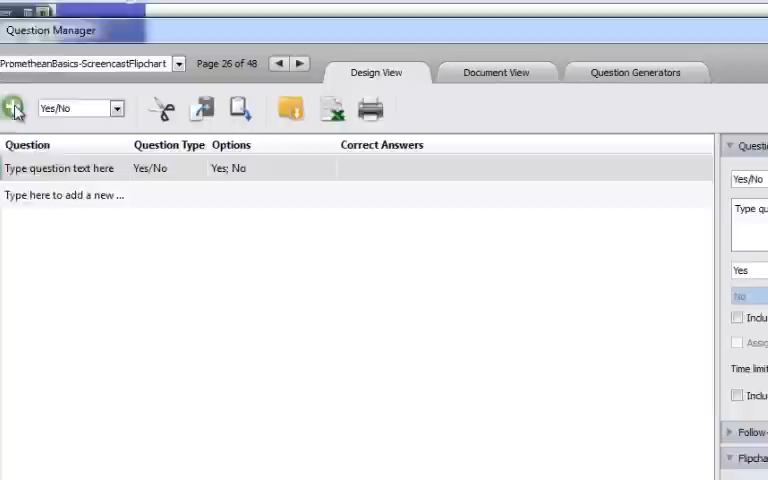 Question Manager
PrometheanBasics-ScreencastFlipchart Page 26 of 48 Design View Document View Question Generators
Yes/No
Question Question Type Options Correct Answers
Type question text here Yes/No Yes; No
Type here to add a new ...
Yes/No
Yes
No
Time limit